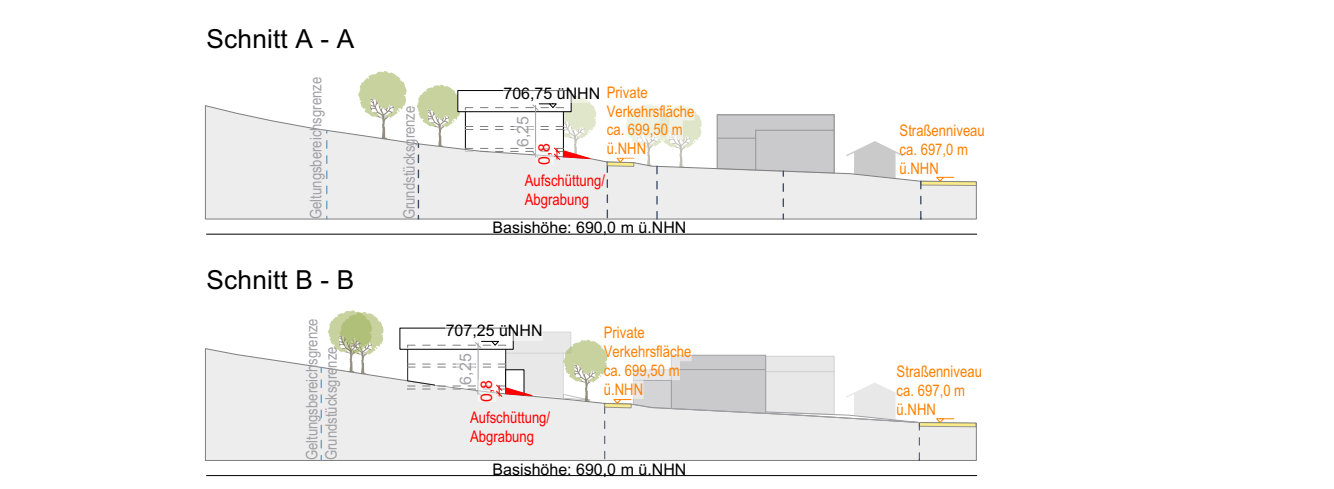 Schnitt A - A
Geltungsbereichsgrenze
Grundstücksgrenze
706,75 üNHN
6,25
0,8
Aufschüttung/
Abgrabung
Private
Verkehrsfläche
ca. 699,50 m
ü.NHN
Straßenniveau
ca. 697,0 m
ü.NHN
Basishöhe: 690,0 m ü.NHN
Schnitt B - B
Geltungsbereichsgrenze
Grundstücksgrenze
707,25 üNHN
6,25
0,8
Aufschüttung/
Abgrabung
Private
Verkehrsfläche
ca. 699,50 m
ü.NHN
Straßenniveau
ca. 697,0 m
ü.NHN
Basishöhe: 690,0 m ü.NHN